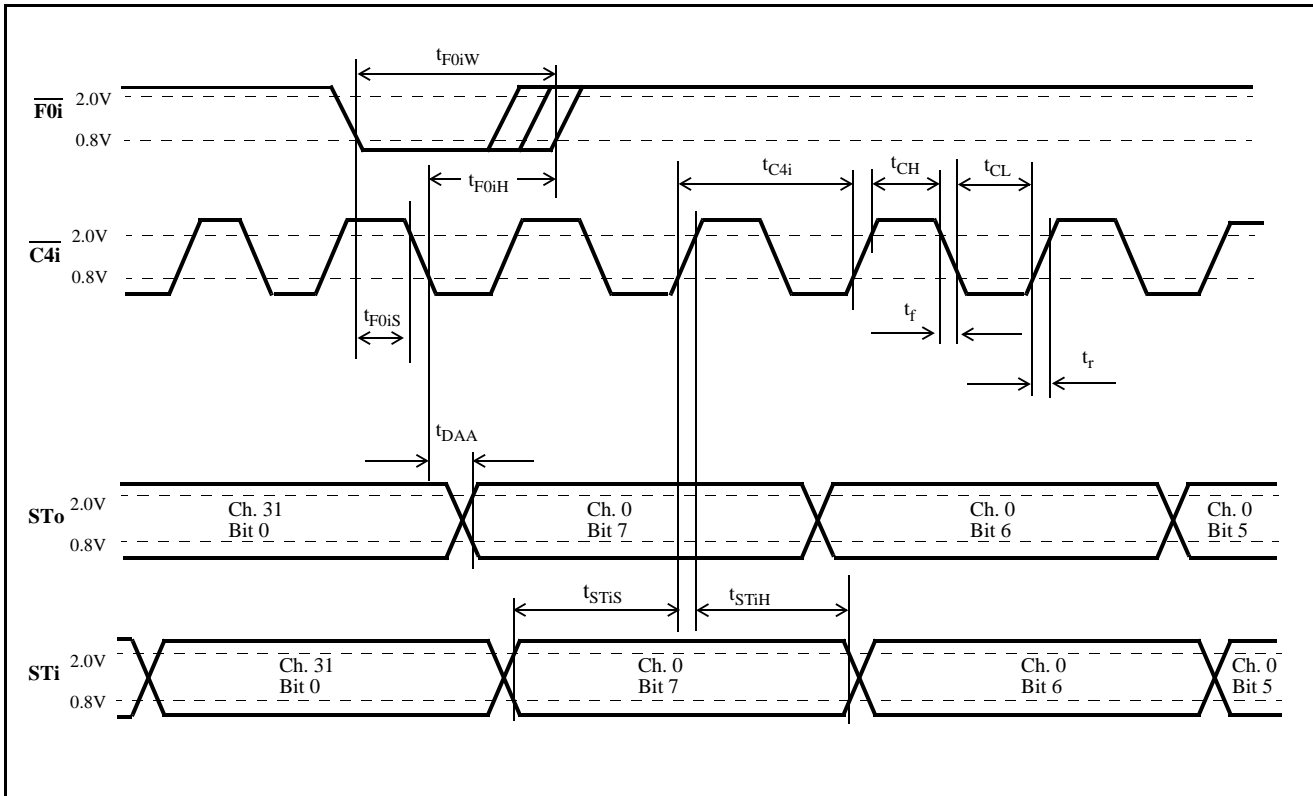 tF0iW
2.0V
F0i
0.8V
tF0iH
tC4i
tCH
tCL
2.0V
C4i
0.8V
tF0iS
tf
tr
tDAA
2.0V
STo
0.8V
Ch. 31
Bit 0
Ch. 0
Bit 7
Ch. 0
Bit 6
Ch. 0
Bit 5
tSTiS
tSTiH
2.0V
STi
0.8V
Ch. 31
Bit 0
Ch. 0
Bit 7
Ch. 0
Bit 6
Ch. 0
Bit 5